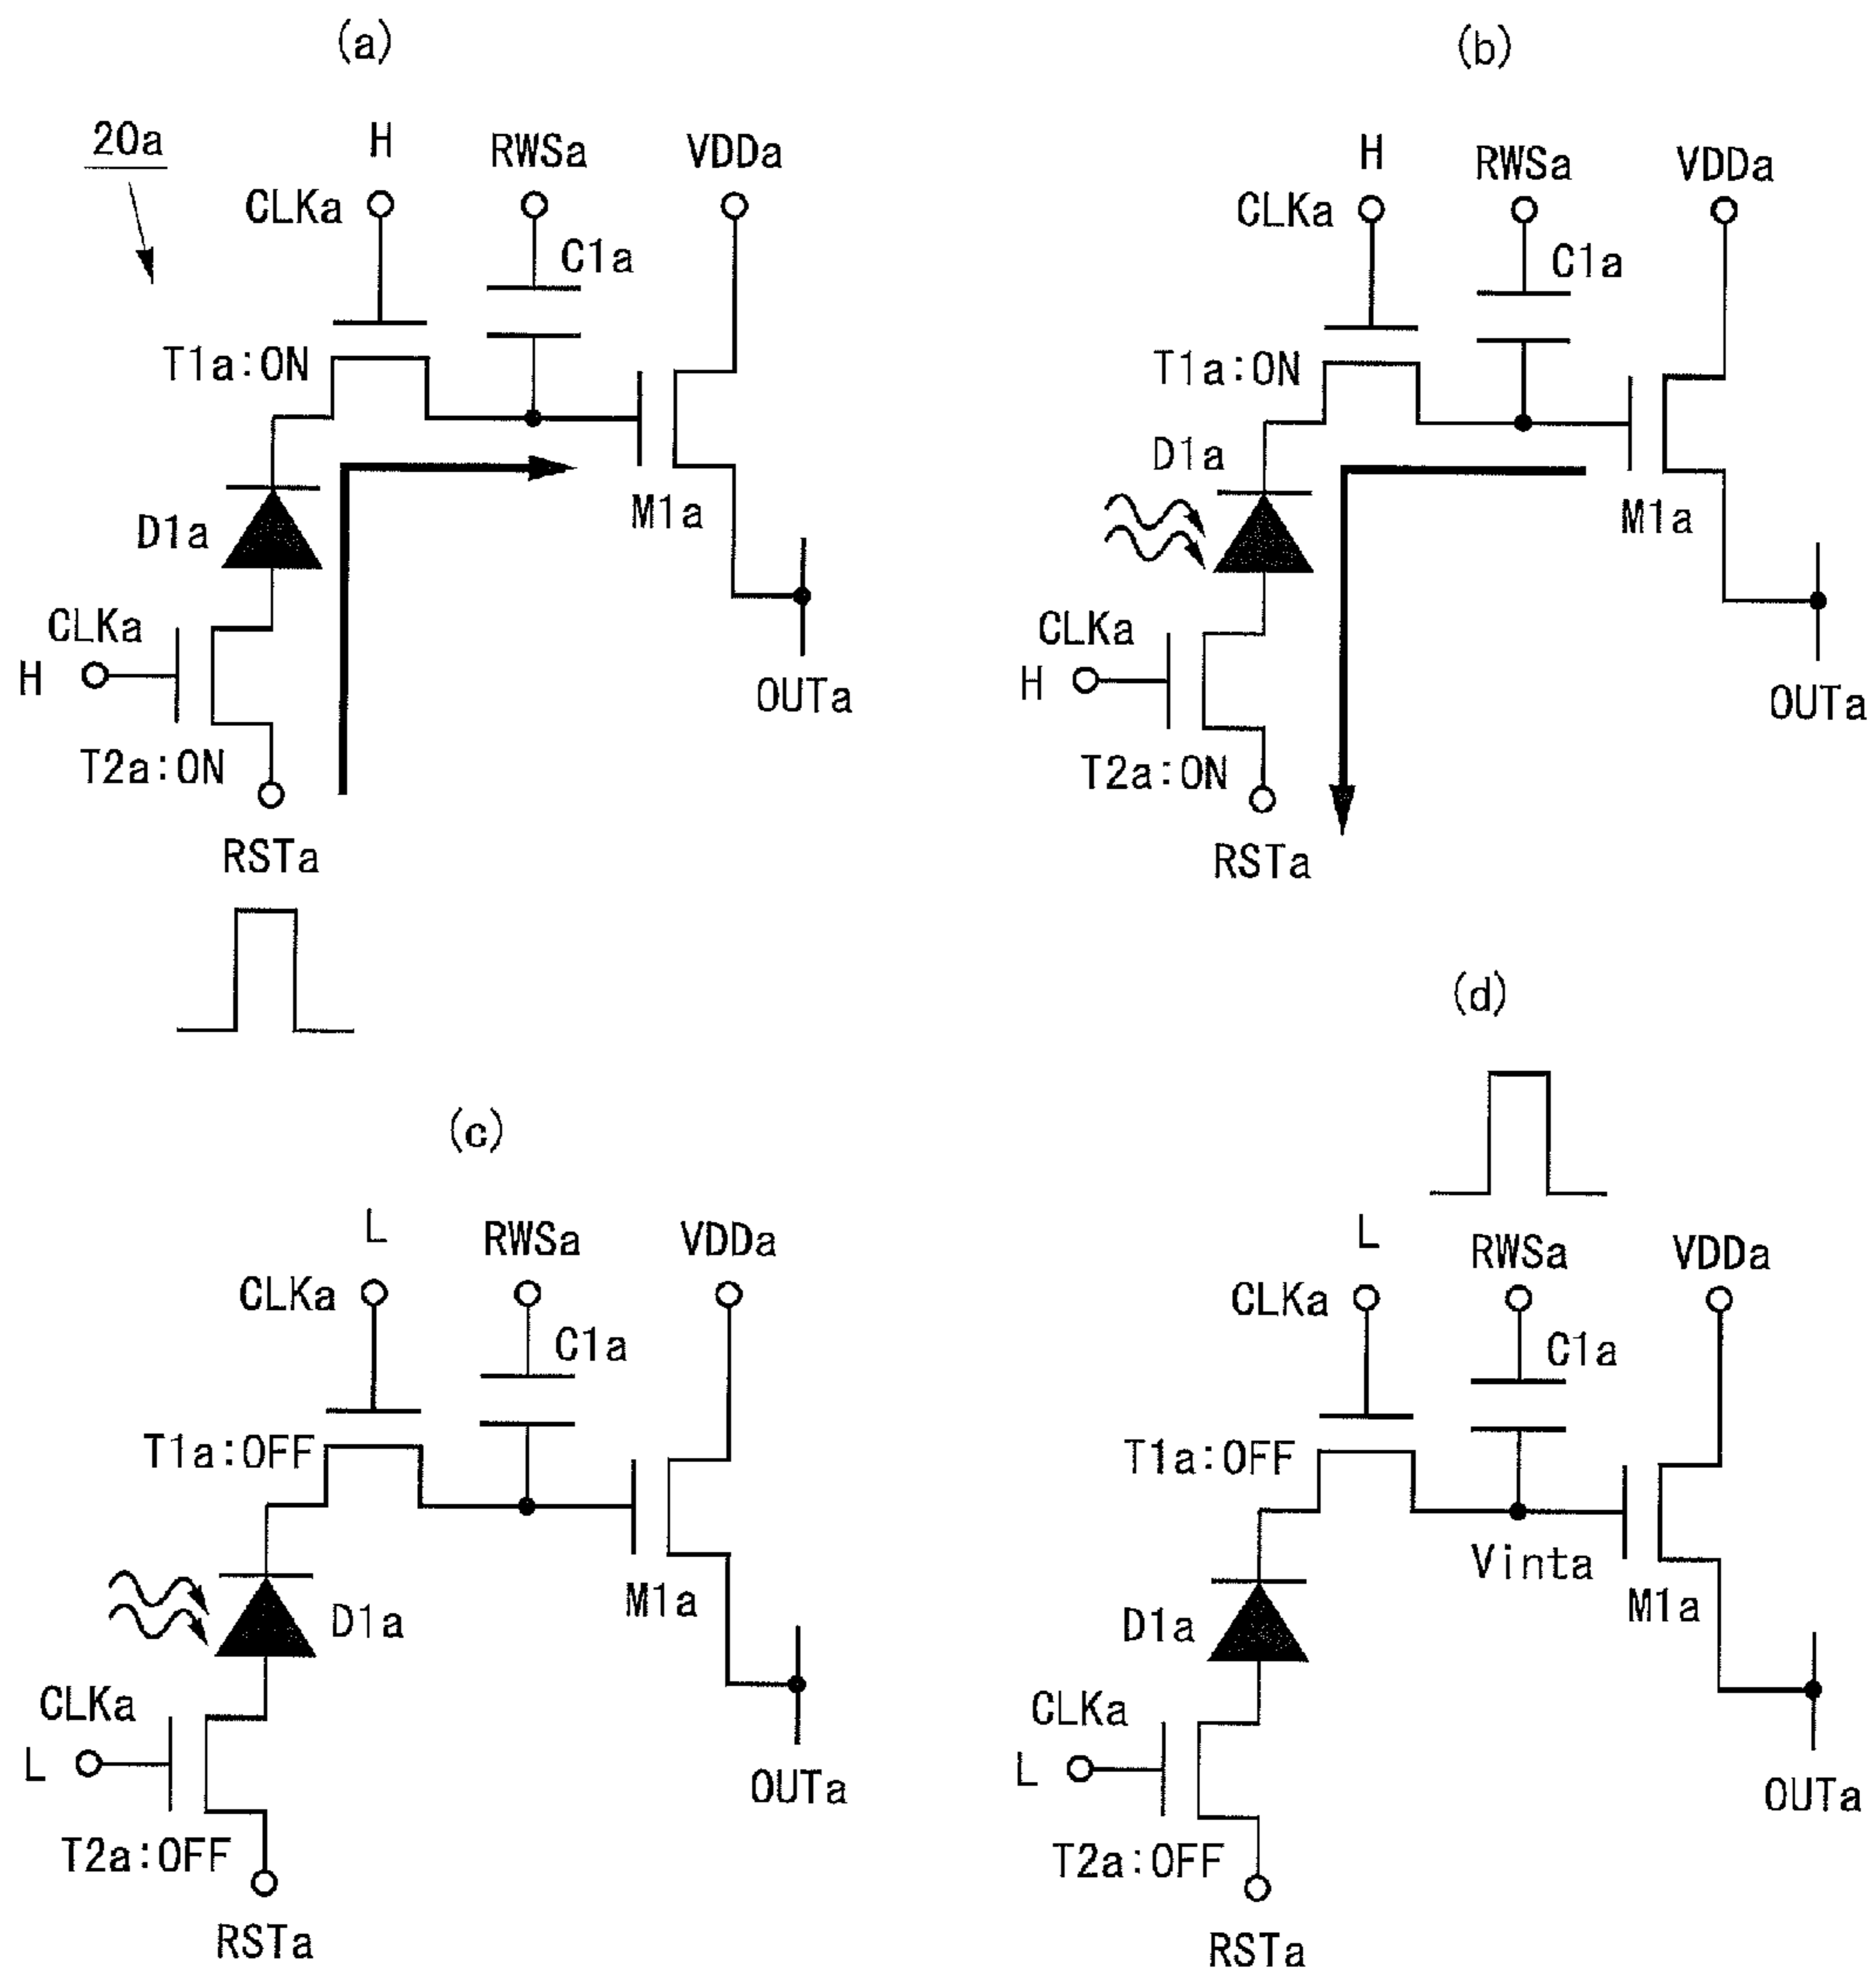 (a)
20a
H
RWSa
VDDa
CLKa
C1a
T1a:ON
D1a
M1a
CLKa
H
OUTa
T2a:ON
RSTa
(b)
H
RWSa
VDDa
CLKa
C1a
T1a:ON
D1a
M1a
CLKa
H
OUTa
T2a:ON
RSTa
(c)
L
RWSa
VDDa
CLKa
C1a
T1a:OFF
M1a
D1a
CLKa
L
OUTa
T2a:OFF
RSTa
(d)
L
RWSa
VDDa
CLKa
C1a
T1a:OFF
Vinta
M1a
D1a
CLKa
L
OUTa
T2a:OFF
RSTa